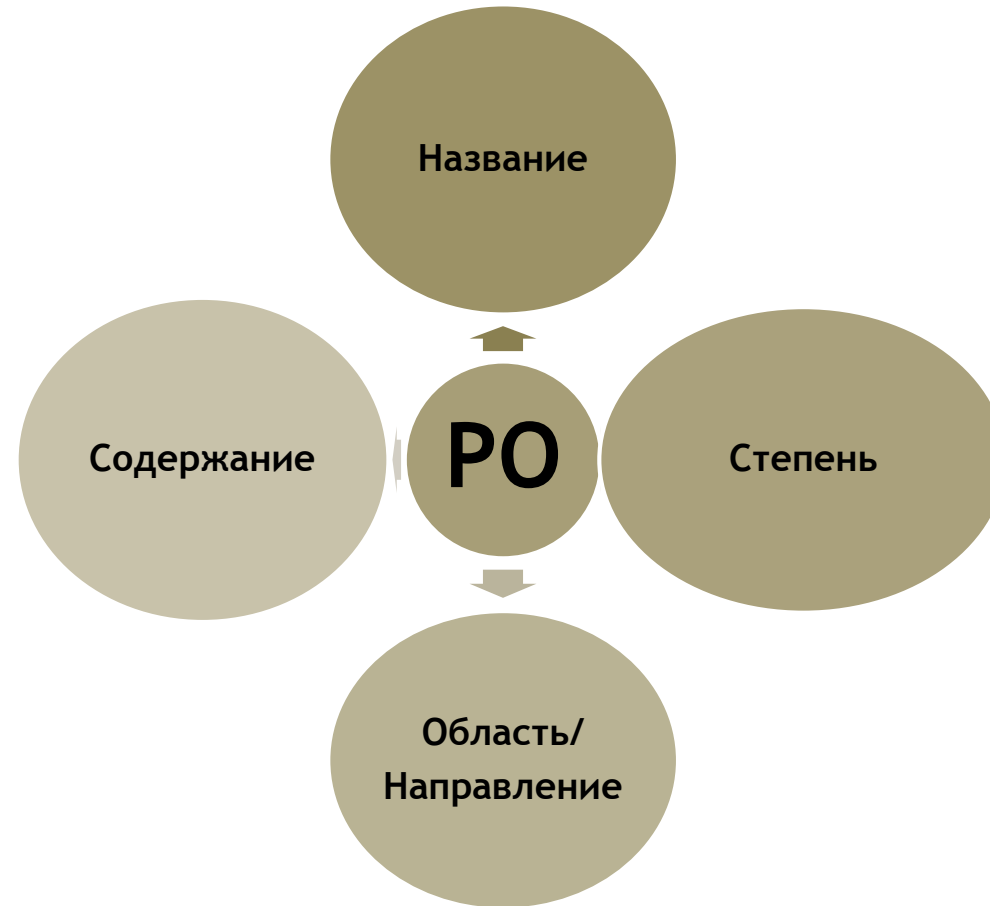 Название
Содержание
РО
Степень
Область/
Направление